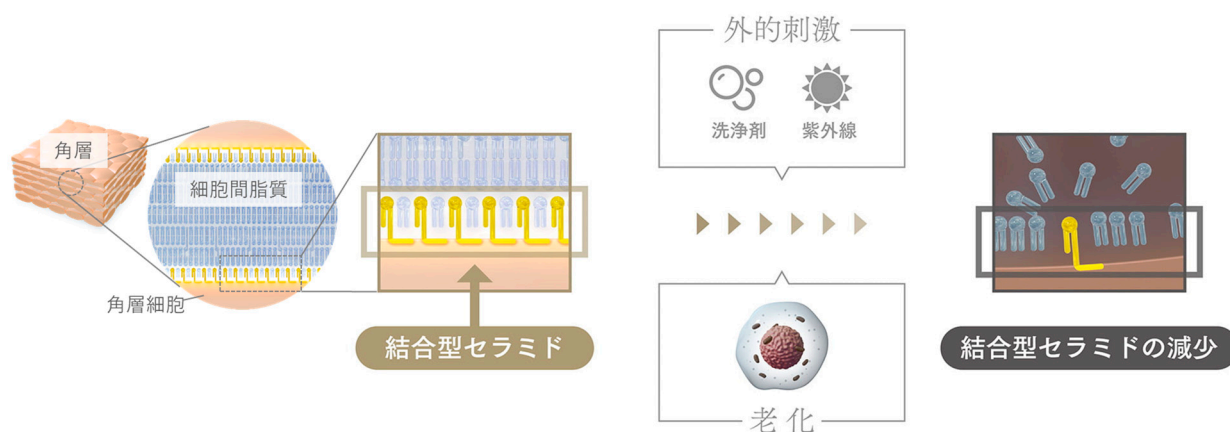 角層
細胞間脂質
角層細胞
結合型セラミド
外的刺激
洗浄剤
紫外線
老化
結合型セラミドの減少